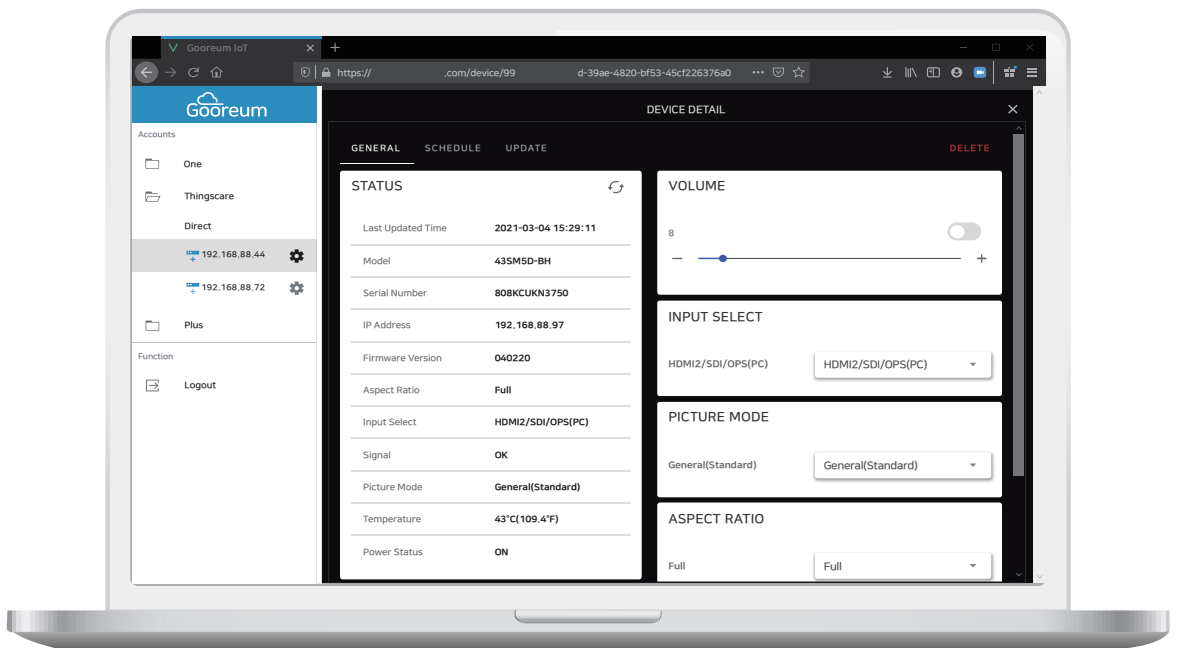 Gooreum IoT
https:// .com/device/99 d-39ae-4820-bf53-45cf226376a0
Gooreum
Accounts
One
Thingscare
Direct
192.168.88.44
192.168.88.72
Plus
Function
Logout
DEVICE DETAIL
GENERAL SCHEDULE UPDATE DELETE
STATUS
Last Updated Time 2021-03-04 15:29:11
Model 43SM5D-BH
Serial Number 808KCUKN3750
IP Address 192.168.88.97
Firmware Version 040220
Aspect Ratio Full
Input Select HDMI2/SDI/OPS(PC)
Signal OK
Picture Mode General(Standard)
Temperature 43°C(109.4°F)
Power Status ON
VOLUME
8
INPUT SELECT
HDMI2/SDI/OPS(PC) HDMI2/SDI/OPS(PC)
PICTURE MODE
General(Standard) General(Standard)
ASPECT RATIO
Full Full